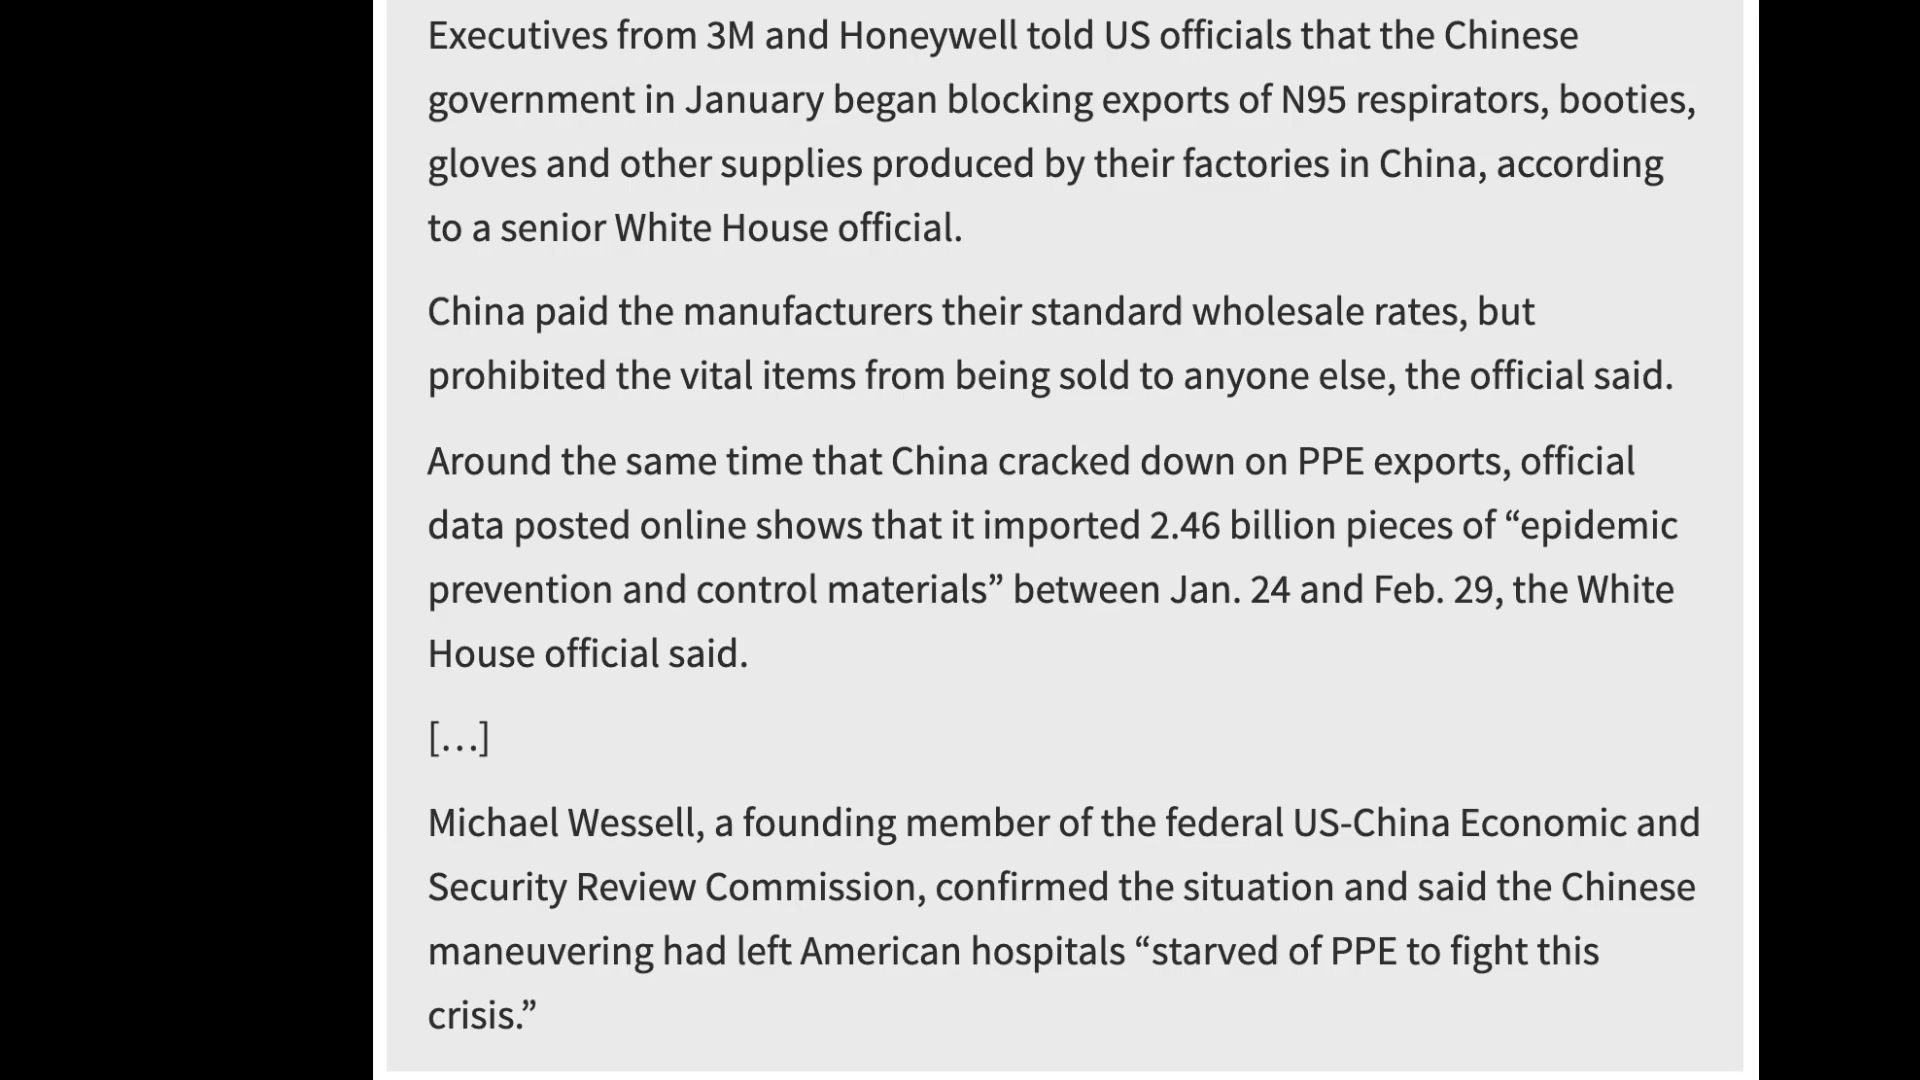 Executives from 3M and Honeywell told US officials that the Chinese
government in January began blocking exports of N95 respirators, booties,
gloves and other supplies produced by their factories in China, according
to a senior White House official.
China paid the manufacturers their standard wholesale rates, but
prohibited the vital items from being sold to anyone else, the official said.
Around the same time that China cracked down on PPE exports, official
data posted online shows that it imported 2.46 billion pieces of “epidemic
prevention and control materials” between Jan. 24 and Feb. 29, the White
House official said.
[…]
Michael Wessell, a founding member of the federal US-China Economic and
Security Review Commission, confirmed the situation and said the Chinese
maneuvering had left American hospitals “starved of PPE to fight this
crisis.”